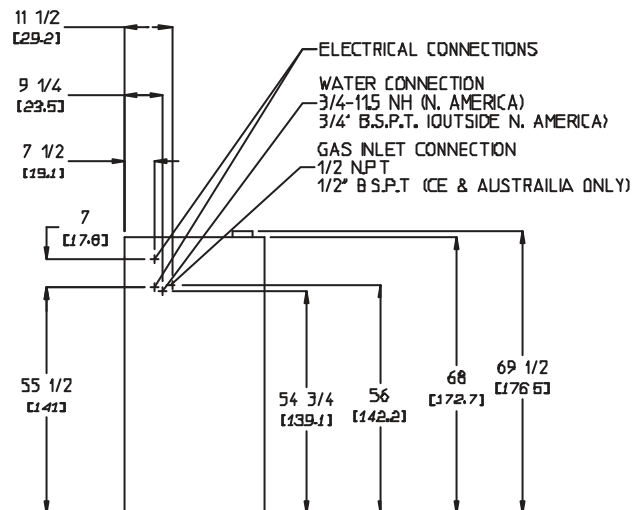 11 1/2
[29.2]
9 1/4
[23.5]
7 1/2
[19.1]
7
[17.8]
55 1/2
[141]
ELECTRICAL CONNECTIONS
WATER CONNECTION
3/4-11.5 NH (N. AMERICA)
3/4" B.S.P.T. (OUTSIDE N. AMERICA)
GAS INLET CONNECTION
1/2 N.P.T
1/2" B.S.P.T (CE & AUSTRAILIA ONLY)
54 3/4
[139.1]
56
[142.2]
68
[172.7]
69 1/2
[176.5]